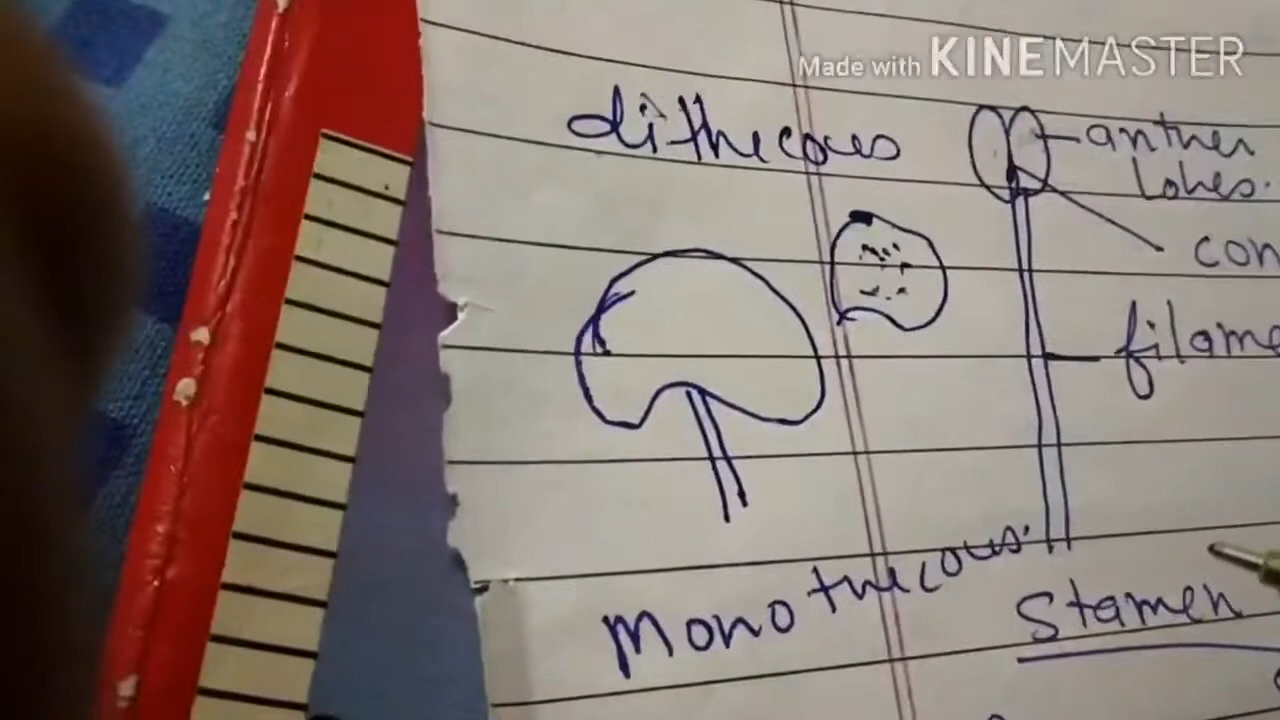 Made with KINEMASTER
dithecous
anther
lobes.
con
filame
Monothecous.
Stamen